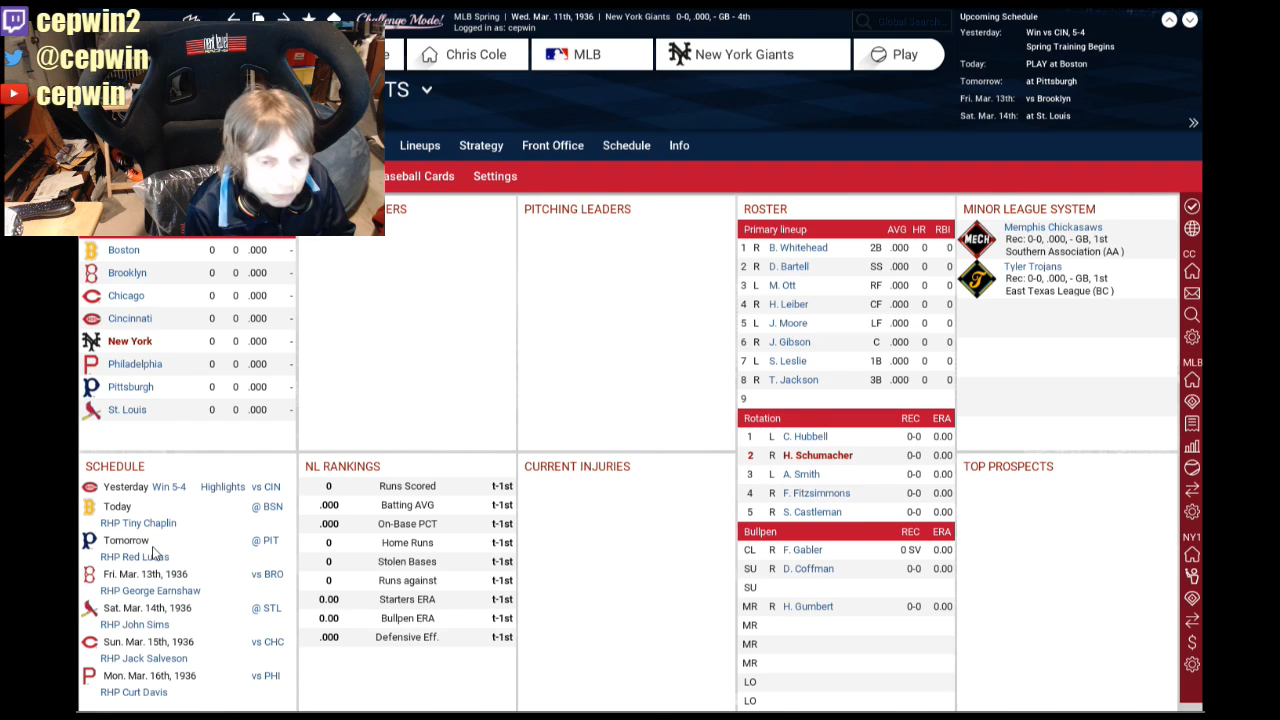 cepwin2
@cepwin
cepwin
next level
Challenge Mode!
MLB Spring | Wed. Mar. 11th, 1936 | New York Giants 0-0, .000, - GB - 4th
Logged in as: cepwin
Global Search...
Upcoming Schedule
Yesterday: Win vs CIN, 5-4
Spring Training Begins
Today: PLAY at Boston
Tomorrow: at Pittsburgh
Fri. Mar. 13th: vs Brooklyn
Sat. Mar. 14th: at St. Louis
e
Chris Cole
MLB
New York Giants
Play
TS
Lineups Strategy Front Office Schedule Info
aseball Cards Settings
Boston 0 0 .000 -
Brooklyn 0 0 .000 -
Chicago 0 0 .000 -
Cincinnati 0 0 .000 -
New York 0 0 .000 -
Philadelphia 0 0 .000 -
Pittsburgh 0 0 .000 -
St. Louis 0 0 .000 -
ERS
PITCHING LEADERS
ROSTER
Primary lineup AVG HR RBI
1 R B. Whitehead 2B .000 0 0
2 R D. Bartell SS .000 0 0
3 L M. Ott RF .000 0 0
4 R H. Leiber CF .000 0 0
5 L J. Moore LF .000 0 0
6 R J. Gibson C .000 0 0
7 L S. Leslie 1B .000 0 0
8 R T. Jackson 3B .000 0 0
9
Rotation REC ERA
1 L C. Hubbell 0-0 0.00
2 R H. Schumacher 0-0 0.00
3 L A. Smith 0-0 0.00
4 R F. Fitzsimmons 0-0 0.00
5 R S. Castleman 0-0 0.00
Bullpen REC ERA
CL R F. Gabler 0 SV 0.00
SU R D. Coffman 0-0 0.00
SU
MR R H. Gumbert 0-0 0.00
MR
MR
MR
LO
LO
MINOR LEAGUE SYSTEM
MECH
Memphis Chickasaws
Rec: 0-0, .000, - GB, 1st
Southern Association (AA )
Tyler Trojans
Rec: 0-0, .000, - GB, 1st
East Texas League (BC )
SCHEDULE
Yesterday Win 5-4 Highlights vs CIN
Today @ BSN
RHP Tiny Chaplin
Tomorrow @ PIT
RHP Red Lucas
Fri. Mar. 13th, 1936 vs BRO
RHP George Earnshaw
Sat. Mar. 14th, 1936 @ STL
RHP John Sims
Sun. Mar. 15th, 1936 vs CHC
RHP Jack Salveson
Mon. Mar. 16th, 1936 vs PHI
RHP Curt Davis
NL RANKINGS
0 Runs Scored t-1st
.000 Batting AVG t-1st
.000 On-Base PCT t-1st
0 Home Runs t-1st
0 Stolen Bases t-1st
0 Runs against t-1st
0.00 Starters ERA t-1st
0.00 Bullpen ERA t-1st
.000 Defensive Eff. t-1st
CURRENT INJURIES
TOP PROSPECTS
CC
MLB
NY1